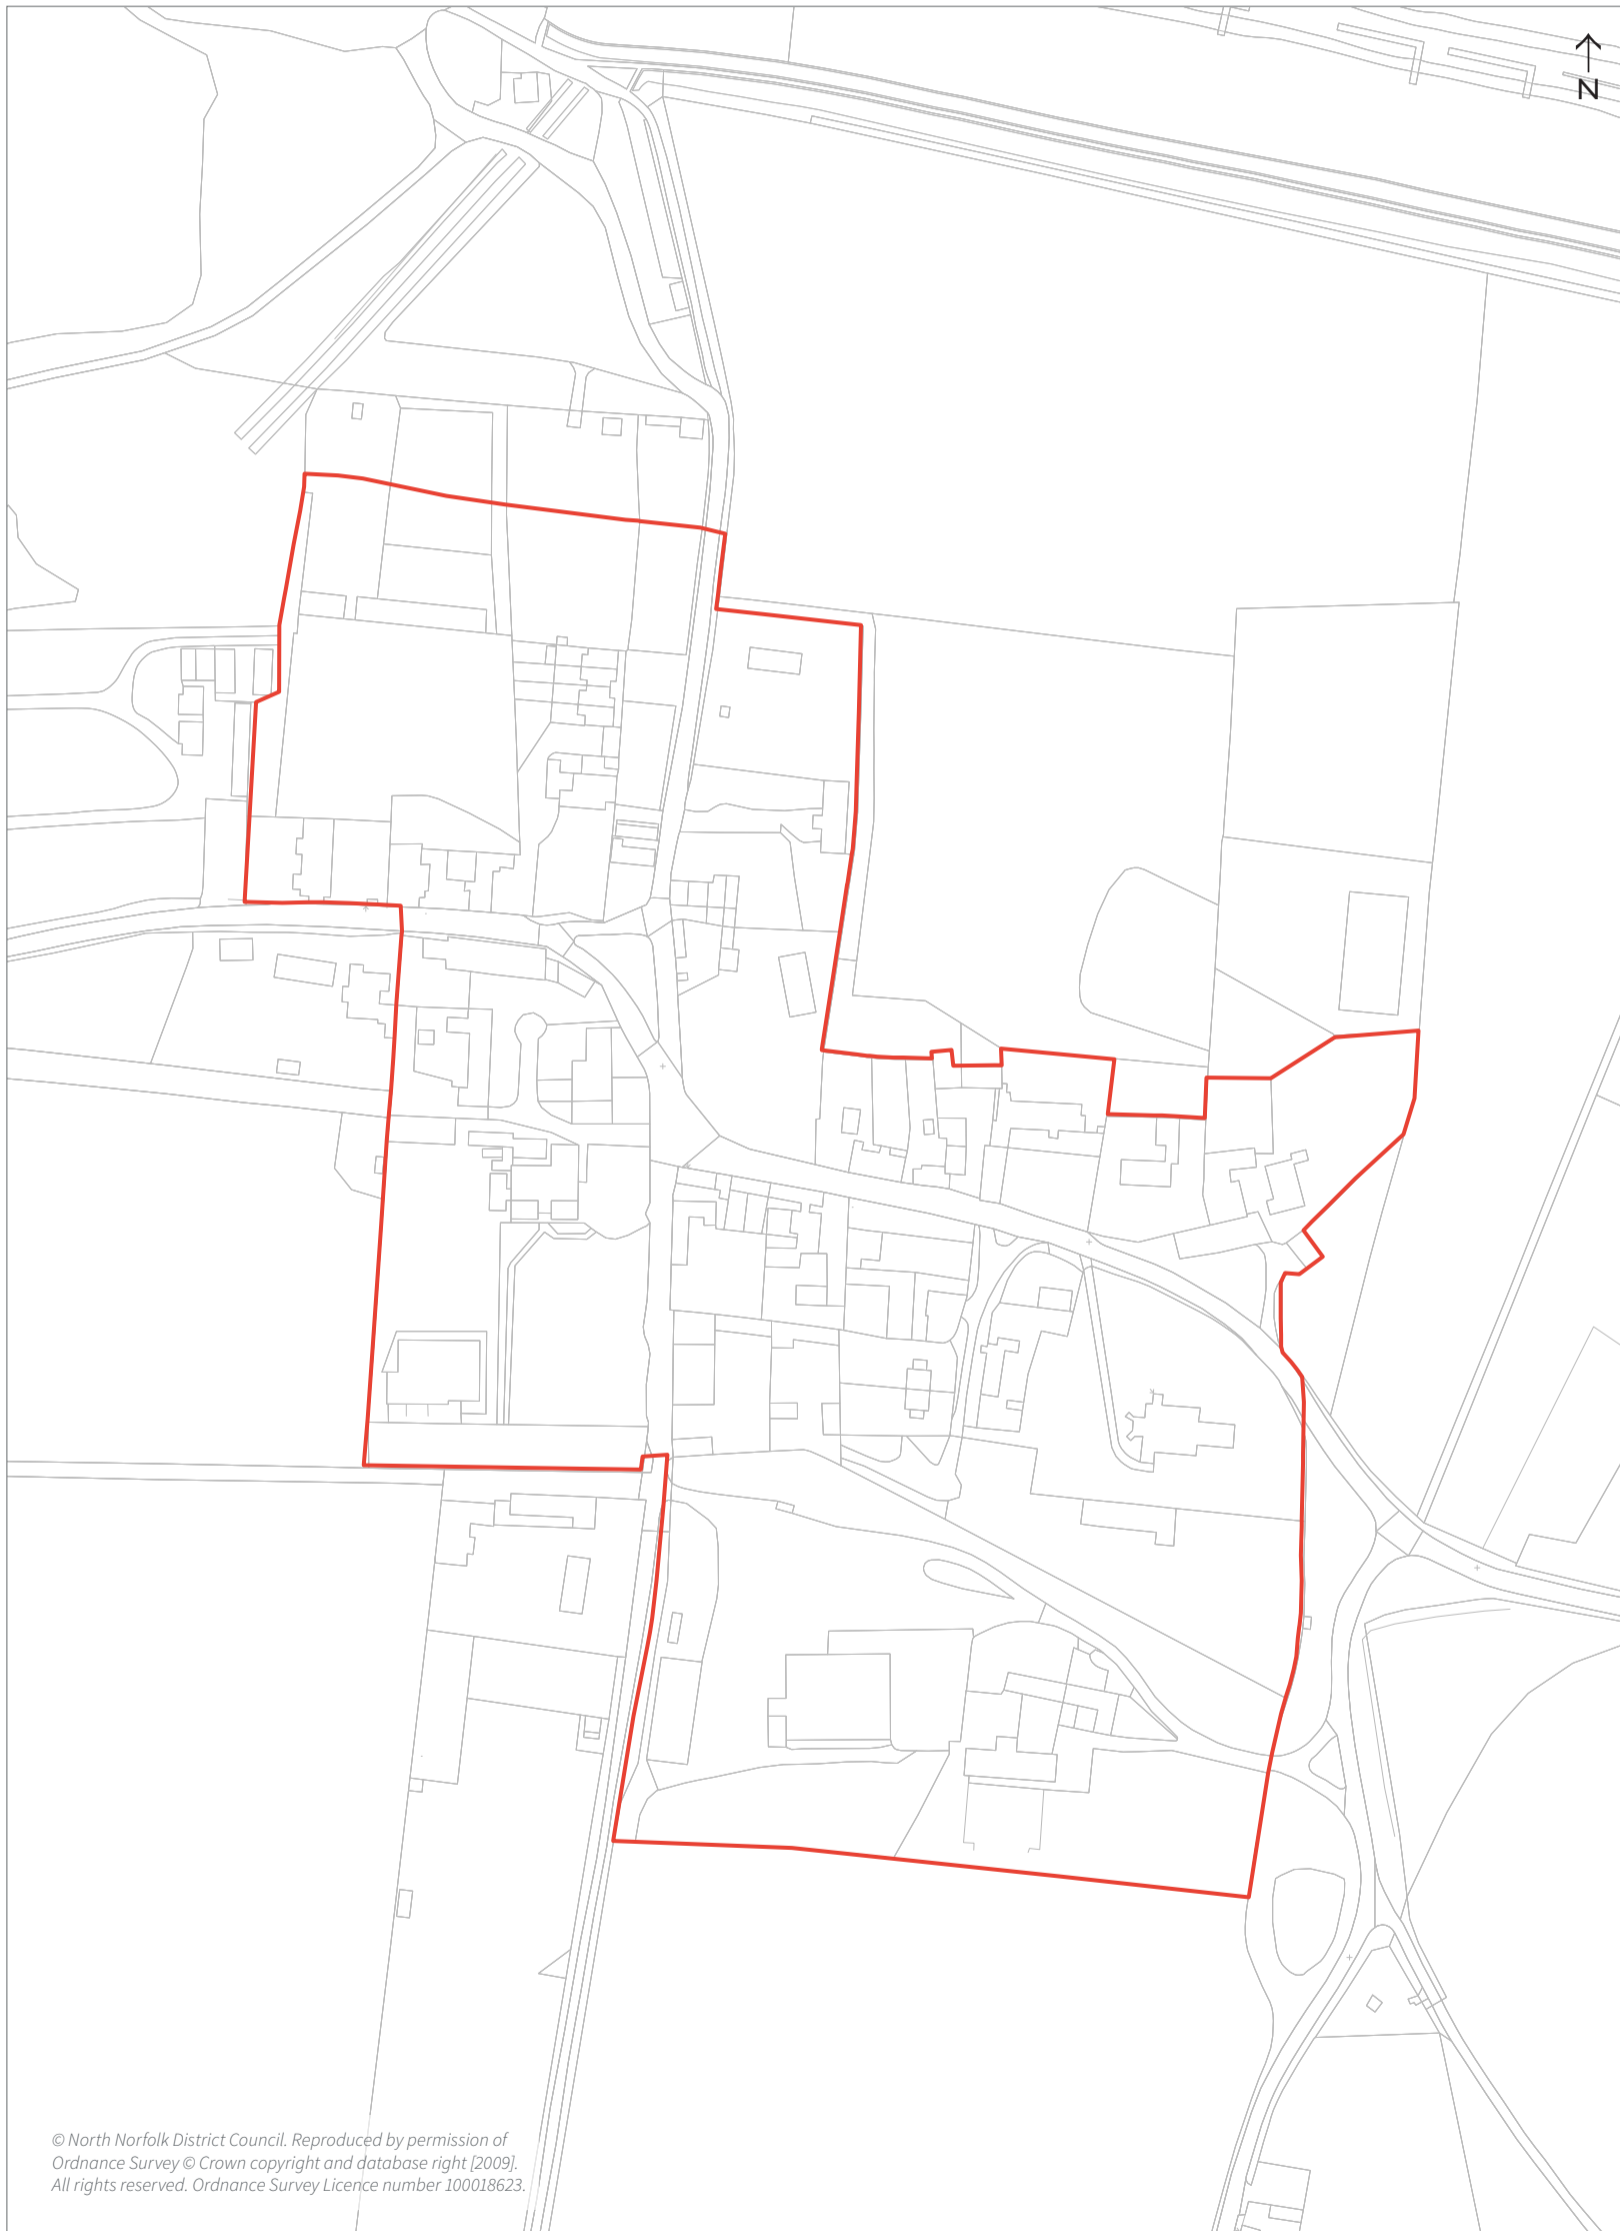 N
© North Norfolk District Council. Reproduced by permission of
Ordnance Survey © Crown copyright and database right [2009].
All rights reserved. Ordnance Survey Licence number 100018623.